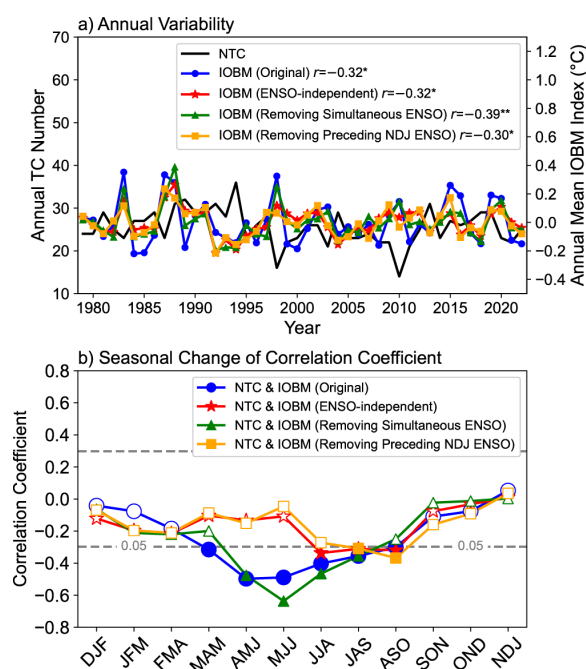 a) Annual Variability
NTC
IOBM (Original) r=−0.32*
IOBM (ENSO-independent) r=−0.32*
IOBM (Removing Simultaneous ENSO) r=−0.39**
IOBM (Removing Preceding NDJ ENSO) r=−0.30*
70
60
50
40
30
20
10
Annual TC Number
1.2
1.0
0.8
0.6
0.4
0.2
0.0
−0.2
−0.4
Annual Mean IOBM Index (°C)
1980 1985 1990 1995 2000 2005 2010 2015 2020
Year
b) Seasonal Change of Correlation Coefficient
NTC & IOBM (Original)
NTC & IOBM (ENSO-independent)
NTC & IOBM (Removing Simultaneous ENSO)
NTC & IOBM (Removing Preceding NDJ ENSO)
0.8
0.6
0.4
0.2
0.0
−0.2
−0.4
−0.6
−0.8
Correlation Coefficient
0.05 0.05
DJF JFM FMA MAM AMJ MJJ JJA JAS ASO SON OND NDJ